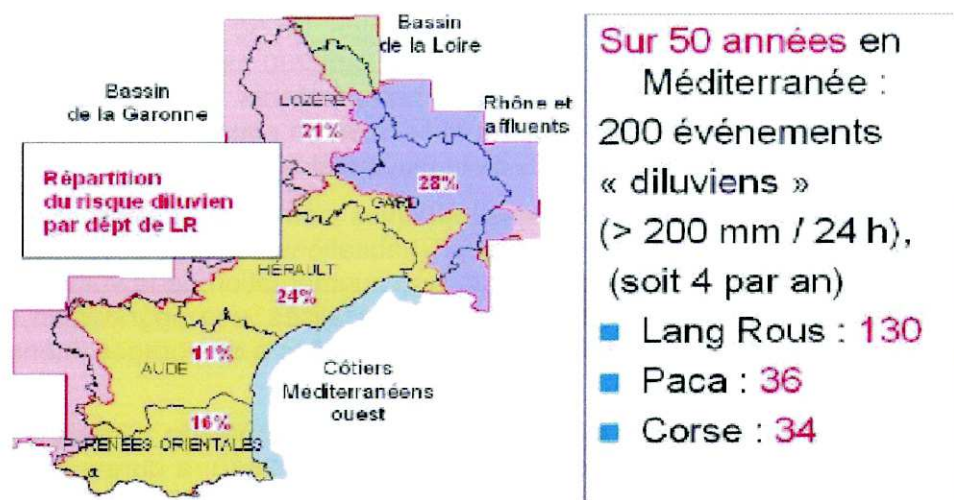 Bassin
de la Loire
Bassin
de la Garonne
LOZÈRE
21%
Rhône et
affluents
Répartition
du risque diluvien
par dépt de LR
28%
GARD
HÉRAULT
24%
11%
AUDE
Côtiers
Méditerranéens
ouest
16%
PYRENEES ORIENTALES
Sur 50 années en
Méditerranée :
200 événements
« diluviens »
(> 200 mm / 24 h),
(soit 4 par an)
Lang Rous : 130
Paca : 36
Corse : 34